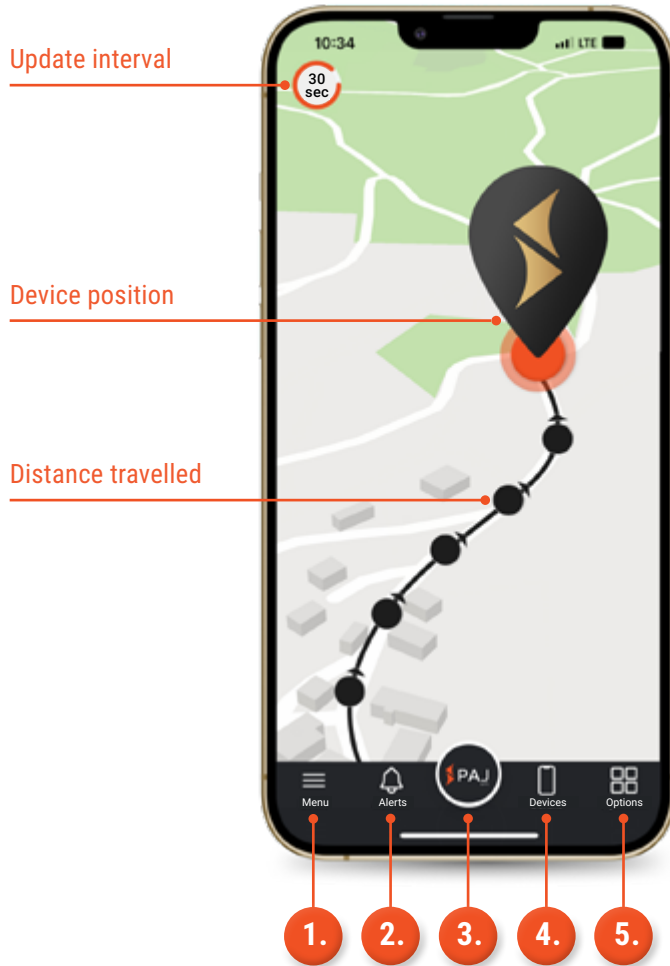 Update interval
10:34
LTE
30
sec
Device position
Distance travelled
PAJ
Menu
Alerts
Devices
Options
1.
2.
3.
4.
5.